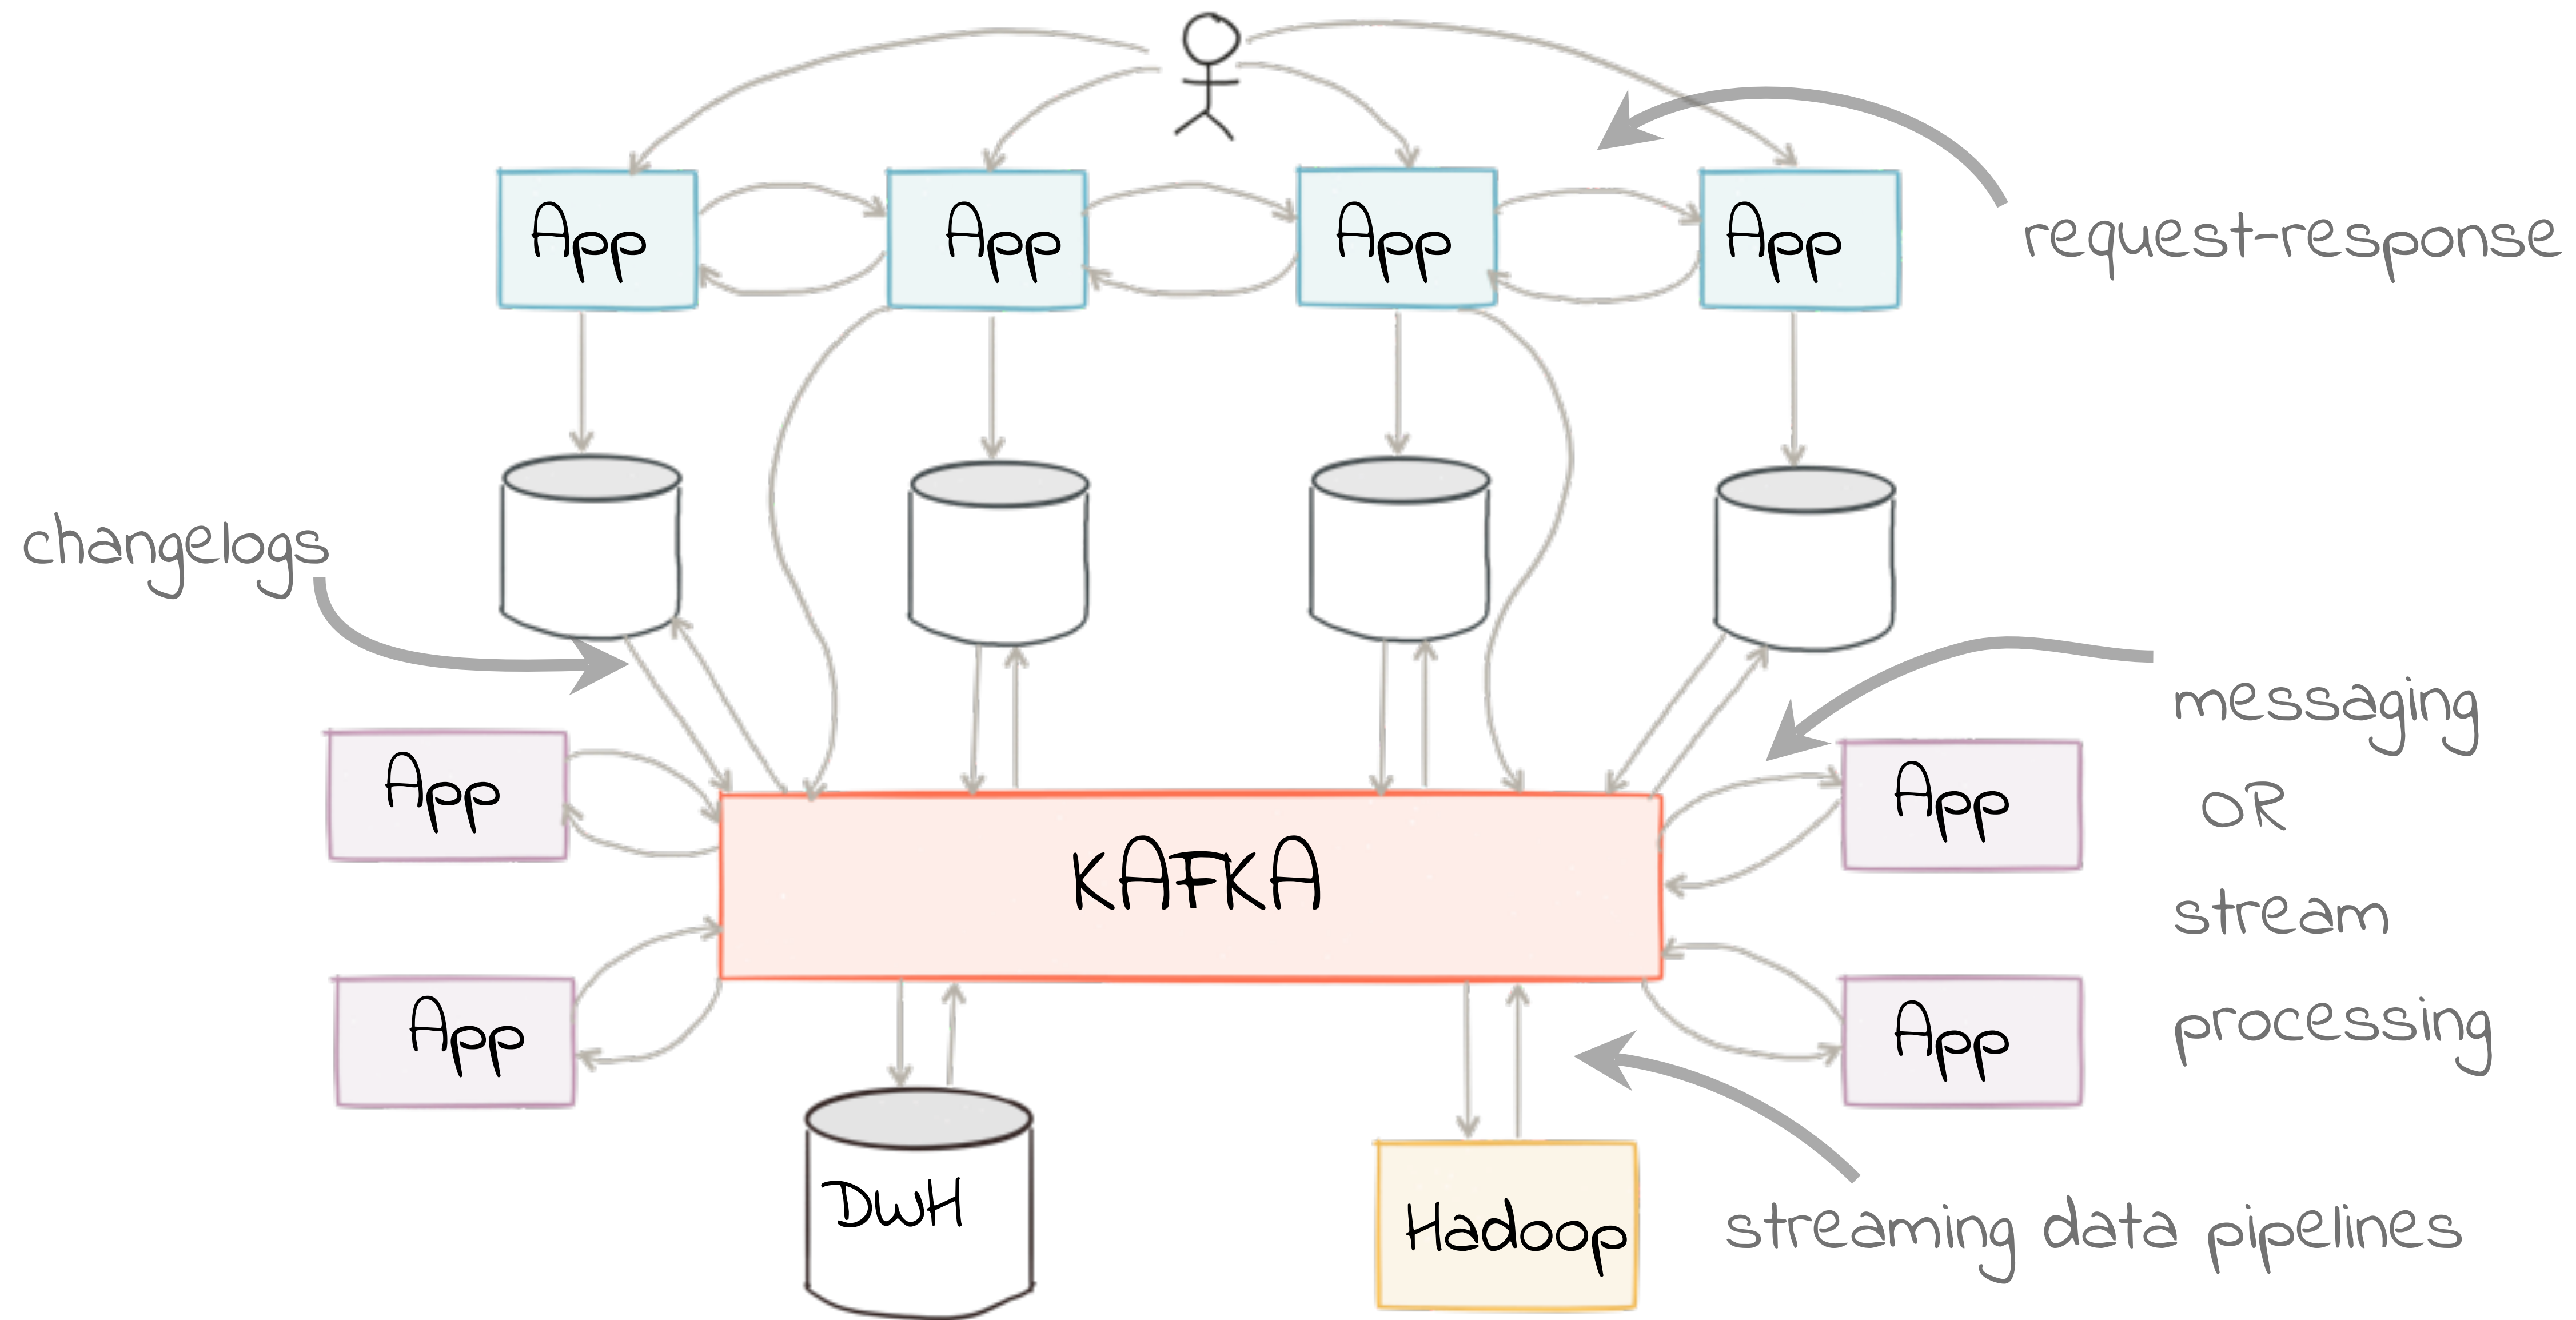 App
App
App
App
request-response
changelogs
messaging
OR
stream
processing
App
App
KAFKA
App
App
DWH
Hadoop
streaming data pipelines